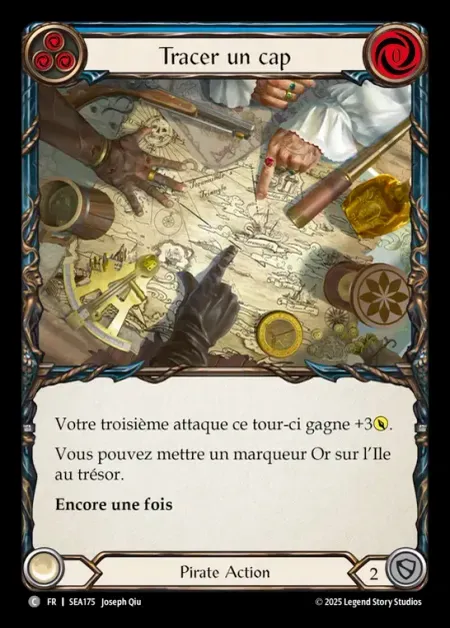 Tracer un cap
0
Votre troisième attaque ce tour-ci gagne +3.
Vous pouvez mettre un marqueur Or sur l'Ile
au trésor.
Encore une fois
Pirate Action
2
C FR | SEA175 Joseph Qiu
© 2025 Legend Story Studios